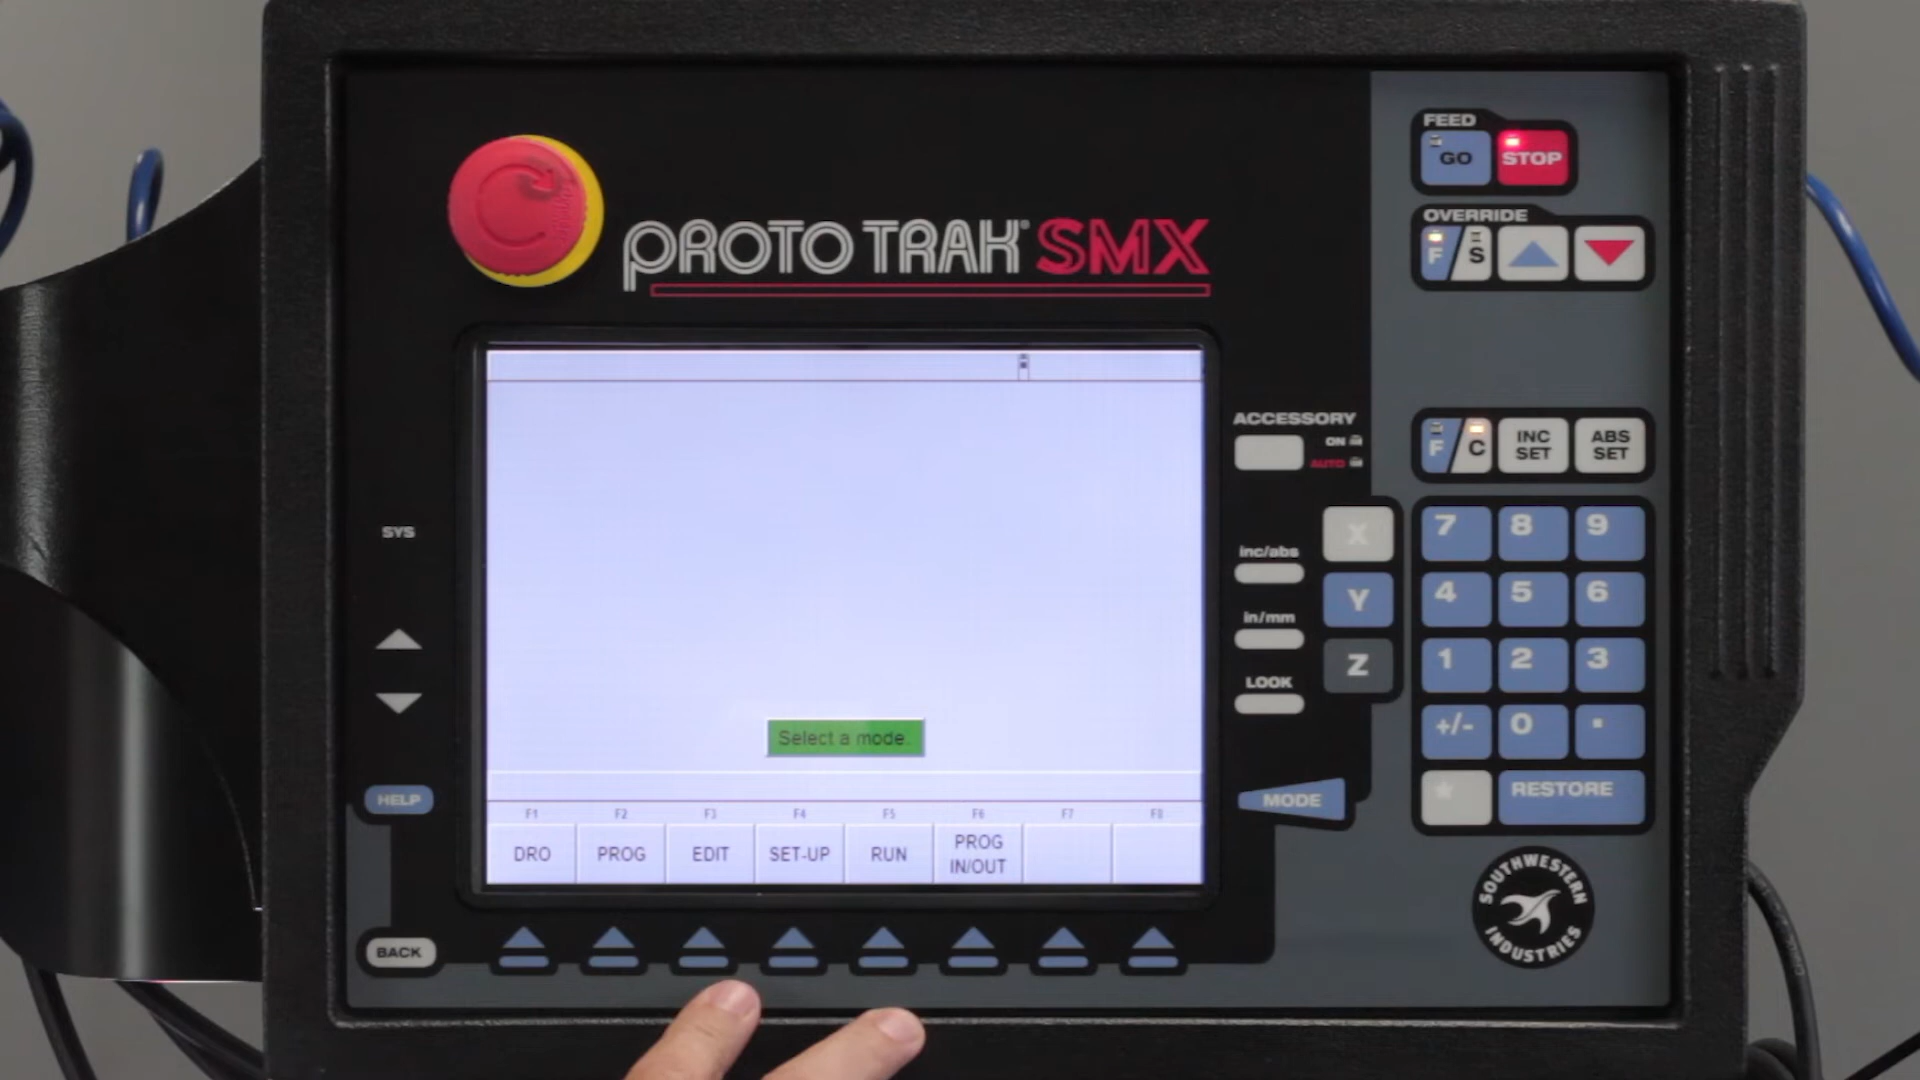 FEED
GO
STOP
OVERRIDE
F
S
PROTO TRAK SMX
ACCESSORY
ON
AUTO
F
C
INC SET
ABS SET
SYS
inc/abs
X
7
8
9
in/mm
Y
4
5
6
LOOK
Z
1
2
3
Select a mode.
+/-
0
.
HELP
MODE
*
RESTORE
F1
F2
F3
F4
F5
F6
F7
F8
DRO
PROG
EDIT
SET-UP
RUN
PROG
IN/OUT
BACK
SOUTHWESTERN
INDUSTRIES